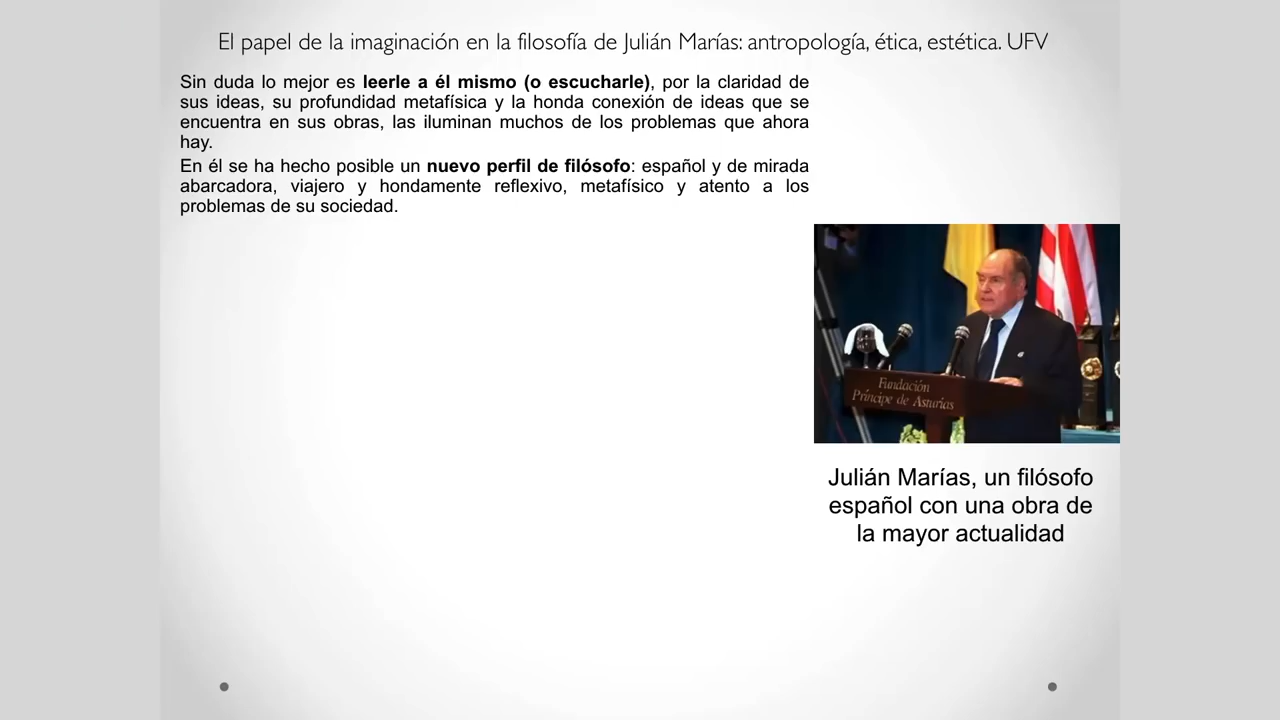 El papel de la imaginación en la filosofía de Julián Marías: antropología, ética, estética. UFV
Sin duda lo mejor es leerle a él mismo (o escucharle), por la claridad de
sus ideas, su profundidad metafísica y la honda conexión de ideas que se
encuentra en sus obras, las iluminan muchos de los problemas que ahora
hay.
En él se ha hecho posible un nuevo perfil de filósofo: español y de mirada
abarcadora, viajero y hondamente reflexivo, metafísico y atento a los
problemas de su sociedad.
Fundación
Príncipe de Asturias
Julián Marías, un filósofo
español con una obra de
la mayor actualidad